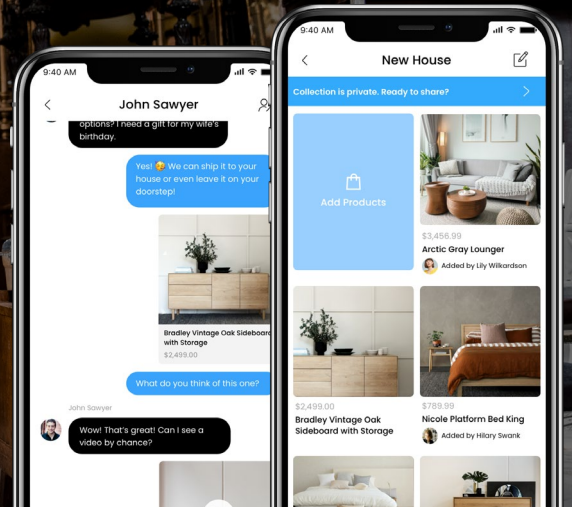 9:40 AM
John Sawyer
options? I need a gift for my wife's
birthday.
Yes! 🥳 We can ship it to your
house or even leave it on your
doorstep!
Bradley Vintage Oak Sideboard
with Storage
$2,499.00
What do you think of this one?
John Sawyer
Wow! That's great! Can I see a
video by chance?
9:40 AM
New House
Collection is private. Ready to share?
Add Products
$3,456.99
Arctic Gray Lounger
Added by Lily Wilkardson
$2,499.00
Bradley Vintage Oak
Sideboard with Storage
$789.99
Nicole Platform Bed King
Added by Hilary Swank